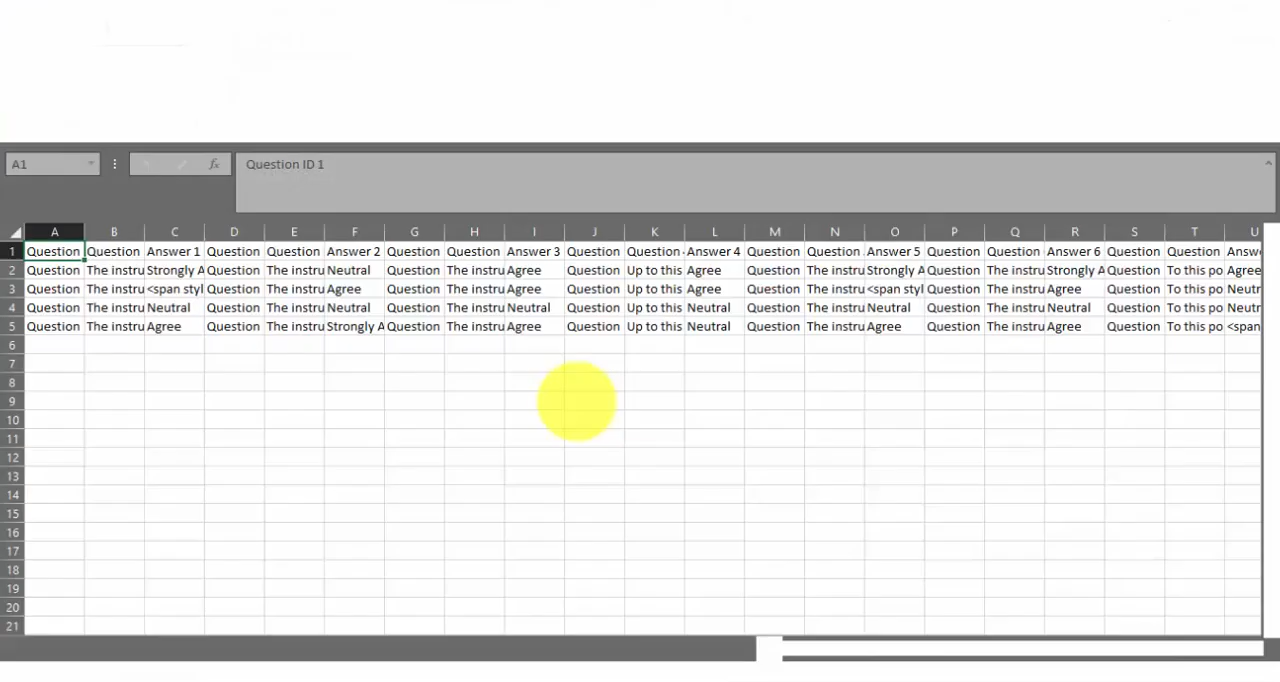 A1 fx Question ID 1
A B C D E F G H I J K L M N O P Q R S T U
1 Question Question Answer 1 Question Question Answer 2 Question Question Answer 3 Question Question Answer 4 Question Question Answer 5 Question Question Answer 6 Question Question Answ
2 Question The instru Strongly A Question The instru Neutral Question The instru Agree Question Up to this Agree Question The instru Strongly A Question The instru Strongly A Question To this po Agree
3 Question The instru <span styl Question The instru Agree Question The instru Agree Question Up to this Agree Question The instru <span styl Question The instru Agree Question To this po Neutr
4 Question The instru Neutral Question The instru Neutral Question The instru Neutral Question Up to this Neutral Question The instru Neutral Question The instru Neutral Question To this po Neutr
5 Question The instru Agree Question The instru Strongly A Question The instru Agree Question Up to this Neutral Question The instru Agree Question The instru Agree Question To this po <span
6
7
8
9
10
11
12
13
14
15
16
17
18
19
20
21